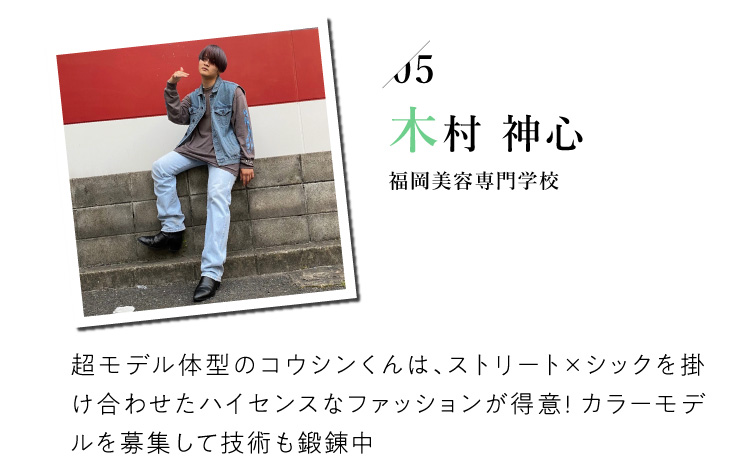 05
木村 神心
福岡美容専門学校
超モデル体型のコウシンくんは、ストリート×シックを掛
け合わせたハイセンスなファッションが得意! カラーモデ
ルを募集して技術も鍛錬中